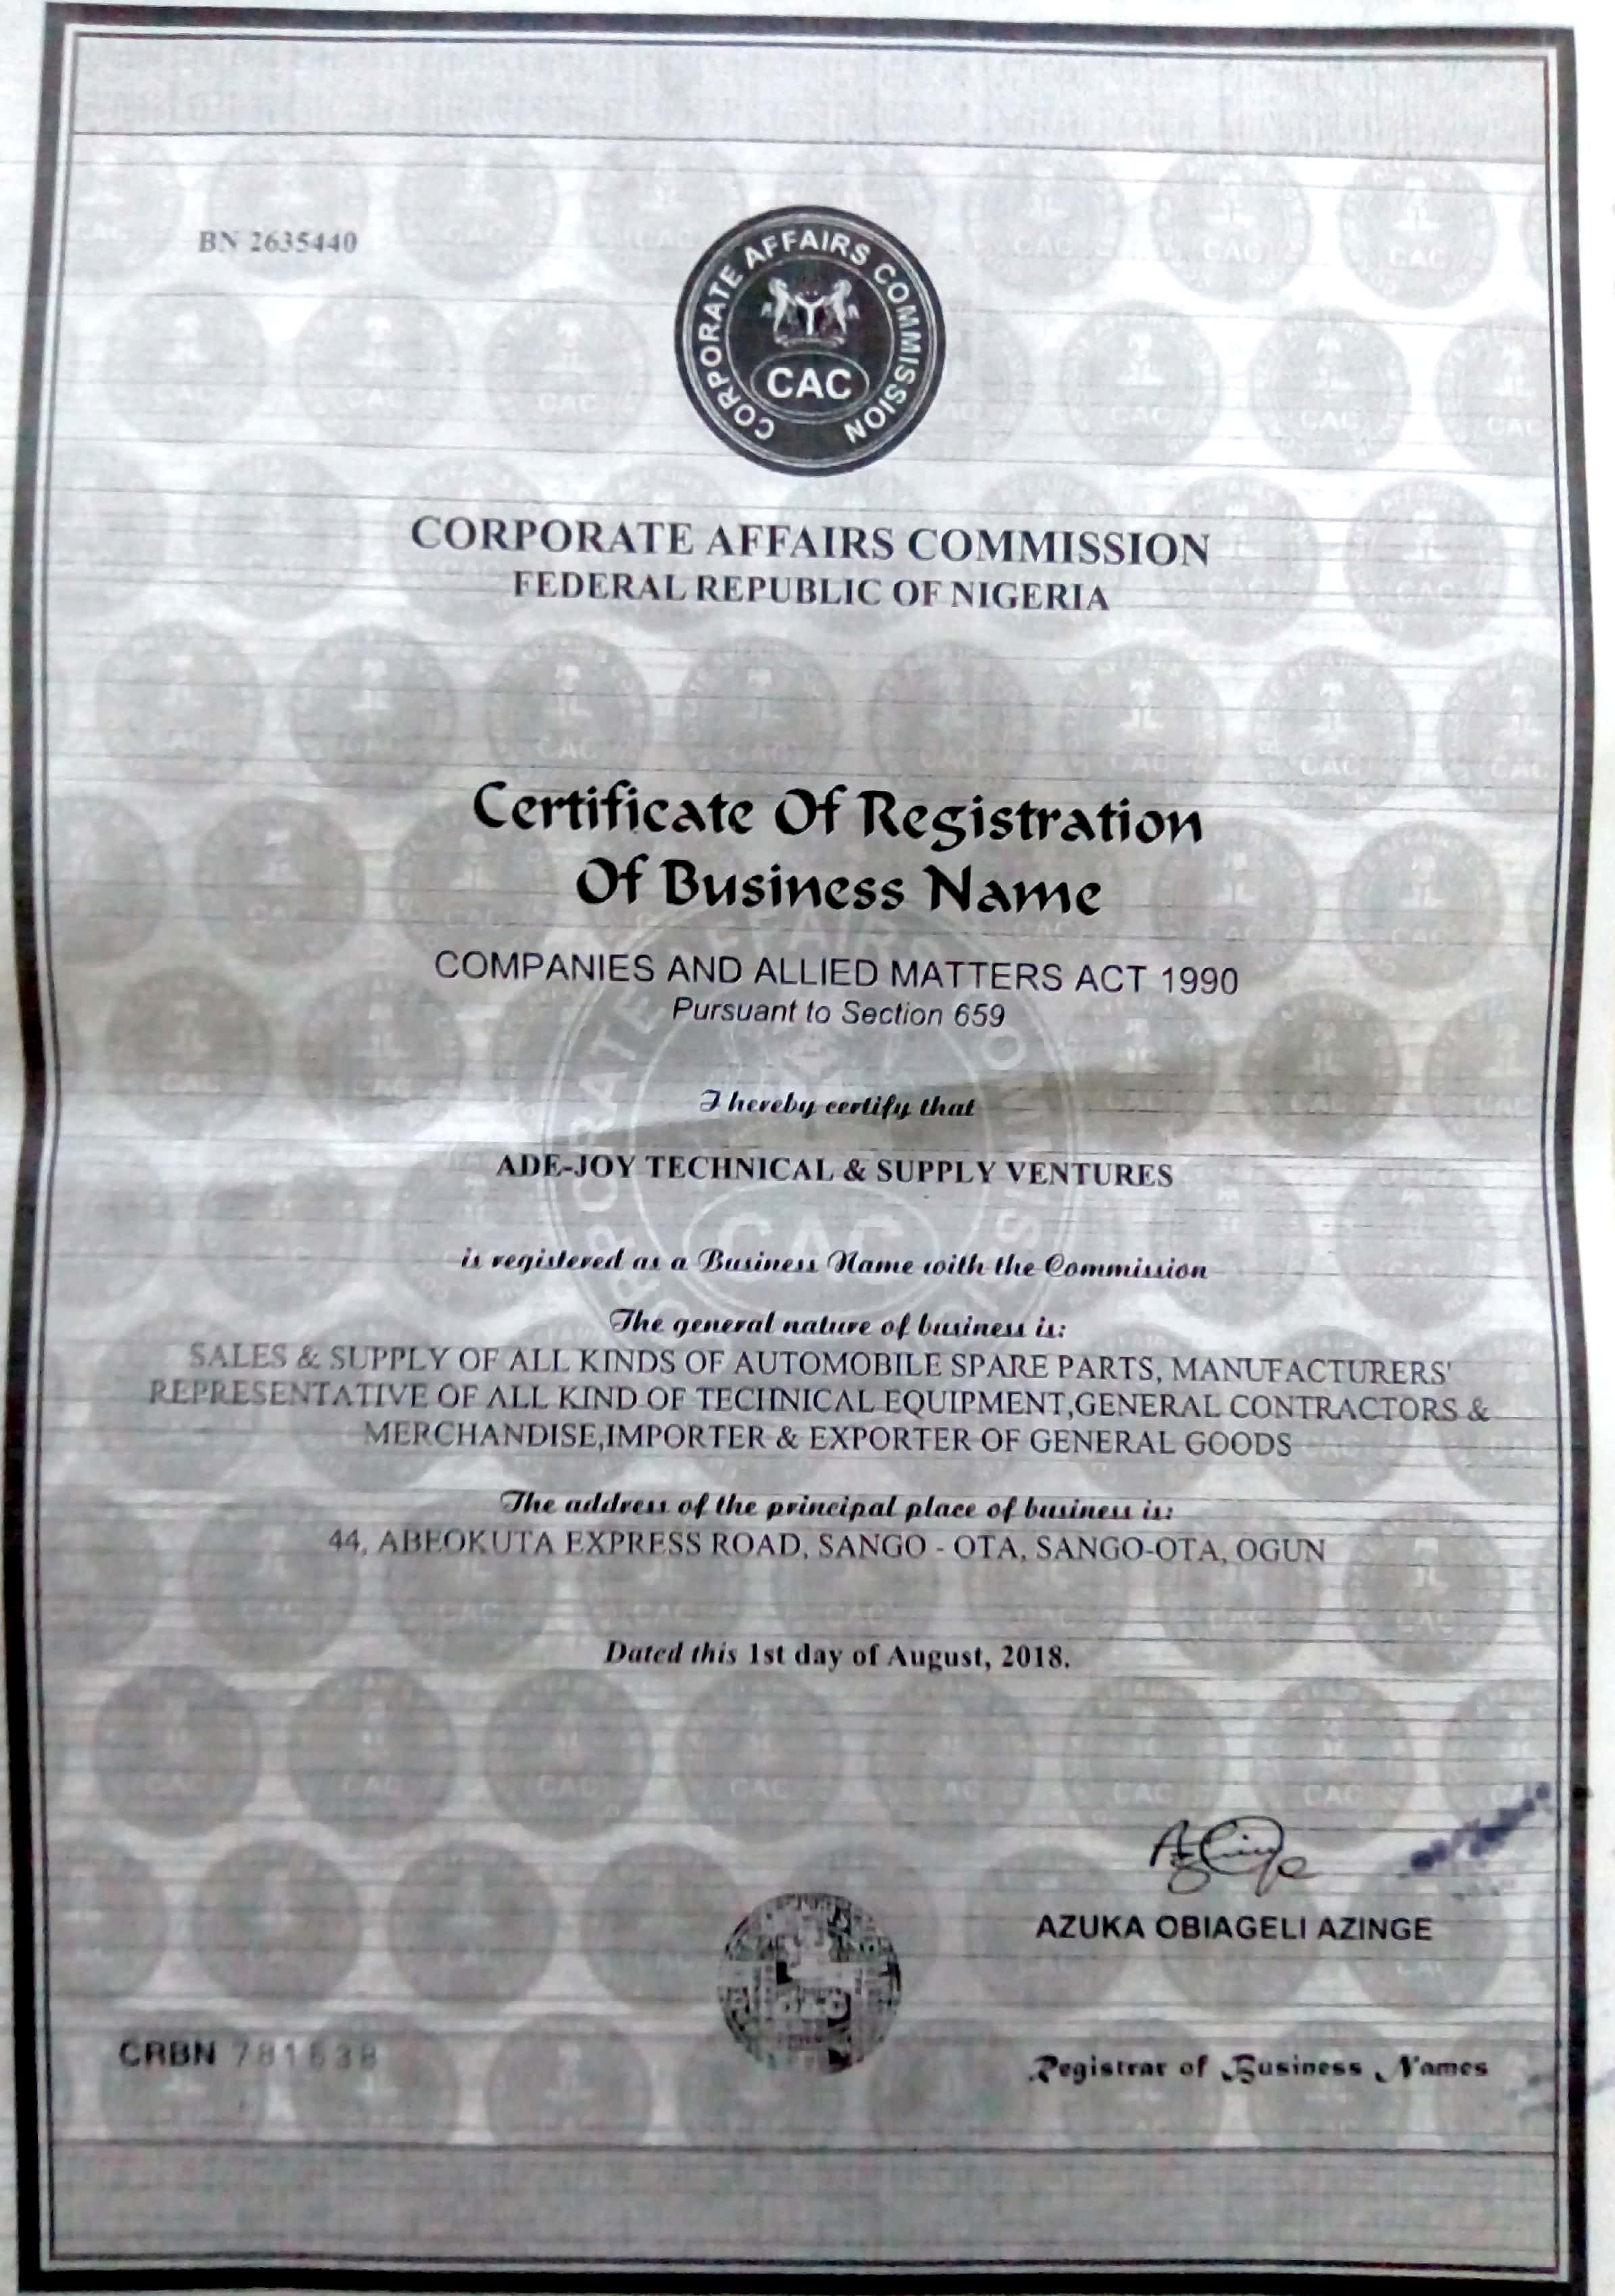 BN 2635440
CORPORATE AFFAIRS COMMISSION
CAC
CORPORATE AFFAIRS COMMISSION
FEDERAL REPUBLIC OF NIGERIA
Certificate Of Registration
Of Business Name
COMPANIES AND ALLIED MATTERS ACT 1990
Pursuant to Section 659
I hereby certify that
ADE-JOY TECHNICAL & SUPPLY VENTURES
is registered as a Business Name with the Commission
The general nature of business is:
SALES & SUPPLY OF ALL KINDS OF AUTOMOBILE SPARE PARTS, MANUFACTURERS'
REPRESENTATIVE OF ALL KIND OF TECHNICAL EQUIPMENT,GENERAL CONTRACTORS &
MERCHANDISE,IMPORTER & EXPORTER OF GENERAL GOODS
The address of the principal place of business is:
44, ABEOKUTA EXPRESS ROAD, SANGO - OTA, SANGO-OTA, OGUN
Dated this 1st day of August, 2018.
AZUKA OBIAGELI AZINGE
CRBN 781638
Registrar of Business Names